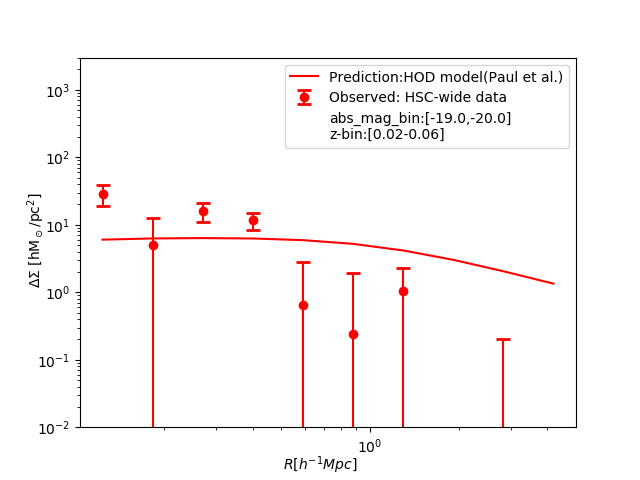 Prediction:HOD model(Paul et al.)
Observed: HSC-wide data
abs_mag_bin:[-19.0,-20.0]
z-bin:[0.02-0.06]
10³
10²
10¹
10⁰
10⁻¹
10⁻²
ΔΣ [hM⊙/pc²]
10⁰
R[h⁻¹Mpc]